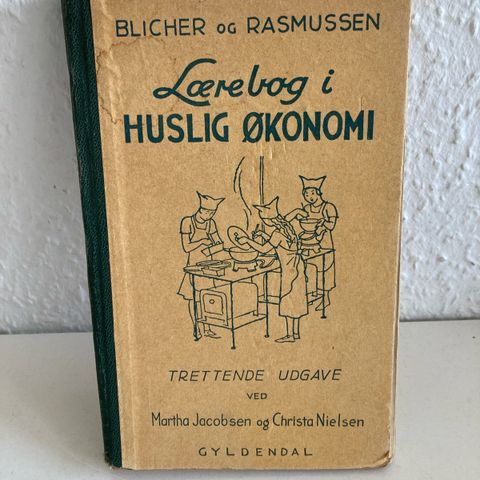 BLICHER OG RASMUSSEN
Lærebog i
HUSLIG ØKONOMI
TRETTENDE UDGAVE
VED
Martha Jacobsen og Christa Nielsen
GYLDENDAL